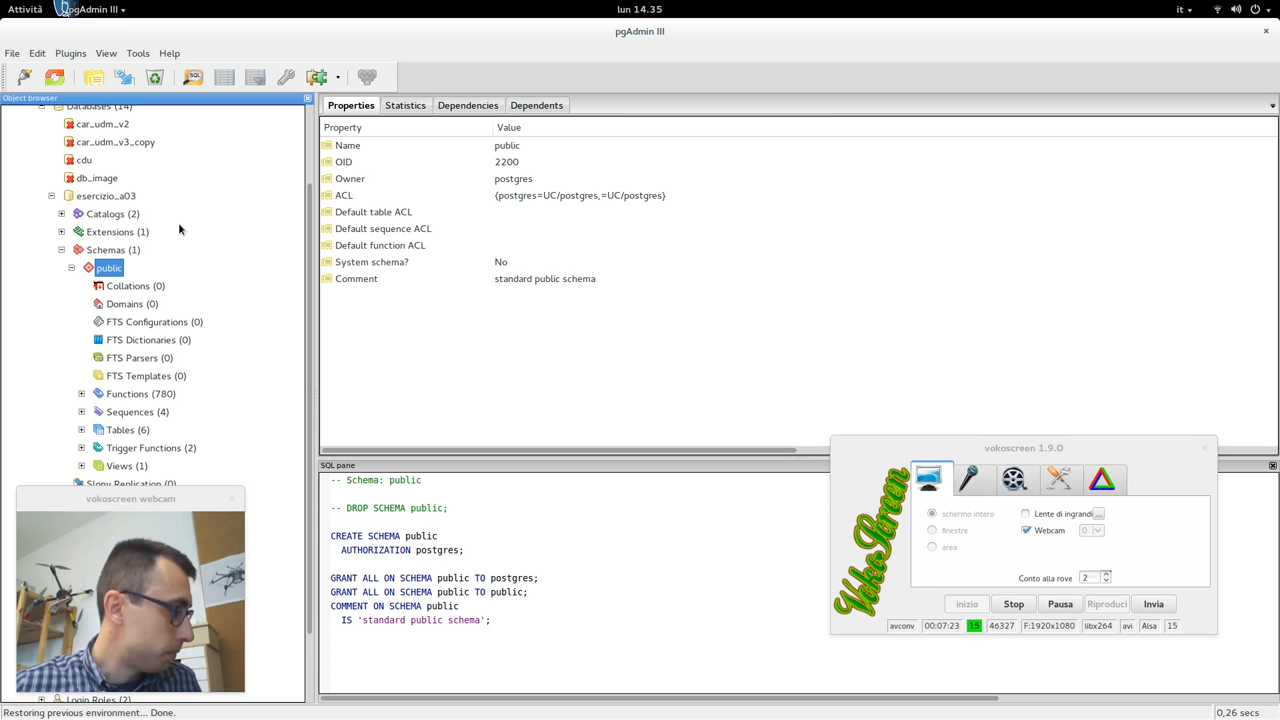 Attività
pgAdmin III
lun 14.35
it
pgAdmin III
File Edit Plugins View Tools Help
Object browser
Databases (14)
car_udm_v2
car_udm_v3_copy
cdu
db_image
esercizio_a03
Catalogs (2)
Extensions (1)
Schemas (1)
public
Collations (0)
Domains (0)
FTS Configurations (0)
FTS Dictionaries (0)
FTS Parsers (0)
FTS Templates (0)
Functions (780)
Sequences (4)
Tables (6)
Trigger Functions (2)
Views (1)
Slony Replication (0)
Login Roles (2)
Properties Statistics Dependencies Dependents
Property Value
Name public
OID 2200
Owner postgres
ACL {postgres=UC/postgres,=UC/postgres}
Default table ACL
Default sequence ACL
Default function ACL
System schema? No
Comment standard public schema
SQL pane
-- Schema: public
-- DROP SCHEMA public;
CREATE SCHEMA public
AUTHORIZATION postgres;
GRANT ALL ON SCHEMA public TO postgres;
GRANT ALL ON SCHEMA public TO public;
COMMENT ON SCHEMA public
IS 'standard public schema';
vokoscreen webcam
vokoscreen 1.9.0
VokoScreen
schermo intero
finestre
area
Lente di ingrandi ...
Webcam 0
Conto alla rove 2
inizio Stop Pausa Riproduci Invia
avconv 00:07:23 15 46327 F:1920x1080 libx264 avi Alsa 15
SQL
Restoring previous environment... Done.
0,26 secs